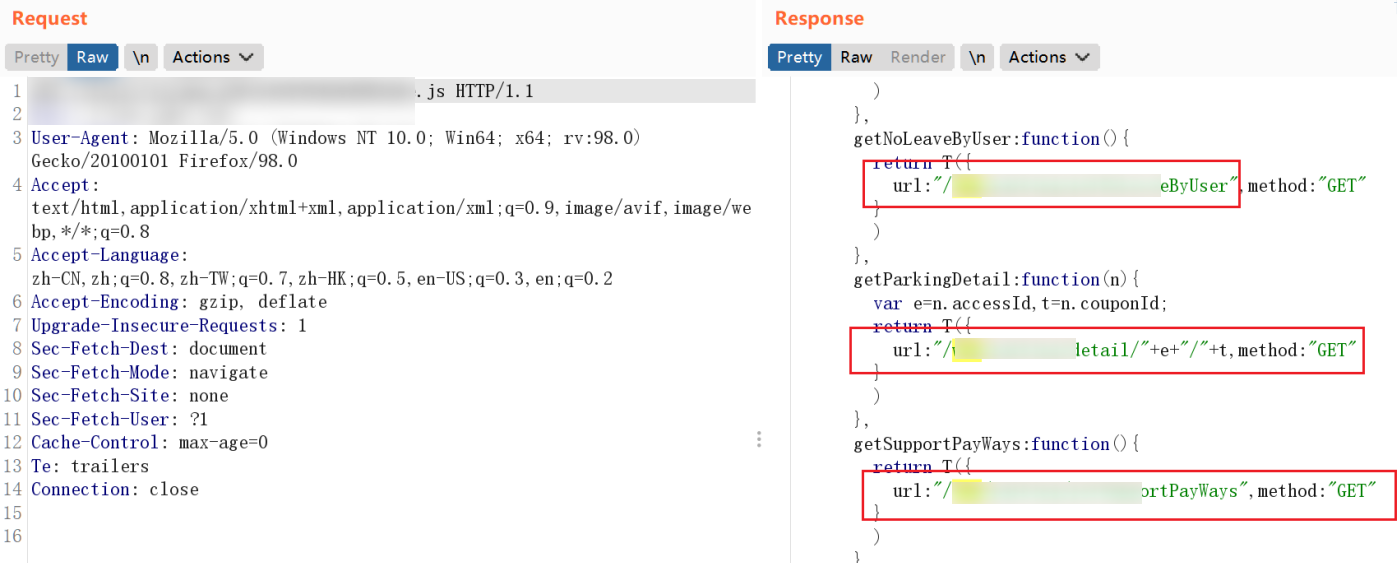 Request
Pretty Raw \n Actions
1 .js HTTP/1.1
2
3 User-Agent: Mozilla/5.0 (Windows NT 10.0; Win64; x64; rv:98.0)
Gecko/20100101 Firefox/98.0
4 Accept:
text/html,application/xhtml+xml,application/xml;q=0.9,image/avif,image/we
bp,*/*;q=0.8
5 Accept-Language:
zh-CN,zh;q=0.8,zh-TW;q=0.7,zh-HK;q=0.5,en-US;q=0.3,en;q=0.2
6 Accept-Encoding: gzip, deflate
7 Upgrade-Insecure-Requests: 1
8 Sec-Fetch-Dest: document
9 Sec-Fetch-Mode: navigate
10 Sec-Fetch-Site: none
11 Sec-Fetch-User: ?1
12 Cache-Control: max-age=0
13 Te: trailers
14 Connection: close
15
16
Response
Pretty Raw Render \n Actions
)
},
getNoLeaveByUser:function(){
return T({
url:"/ eByUser",method:"GET"
}
)
},
getParkingDetail:function(n){
var e=n.accessId,t=n.couponId;
return T({
url:"/ detail/"+e+"/"+t,method:"GET"
}
)
},
getSupportPayWays:function(){
return T({
url:"/ ortPayWays",method:"GET"
}
)
}